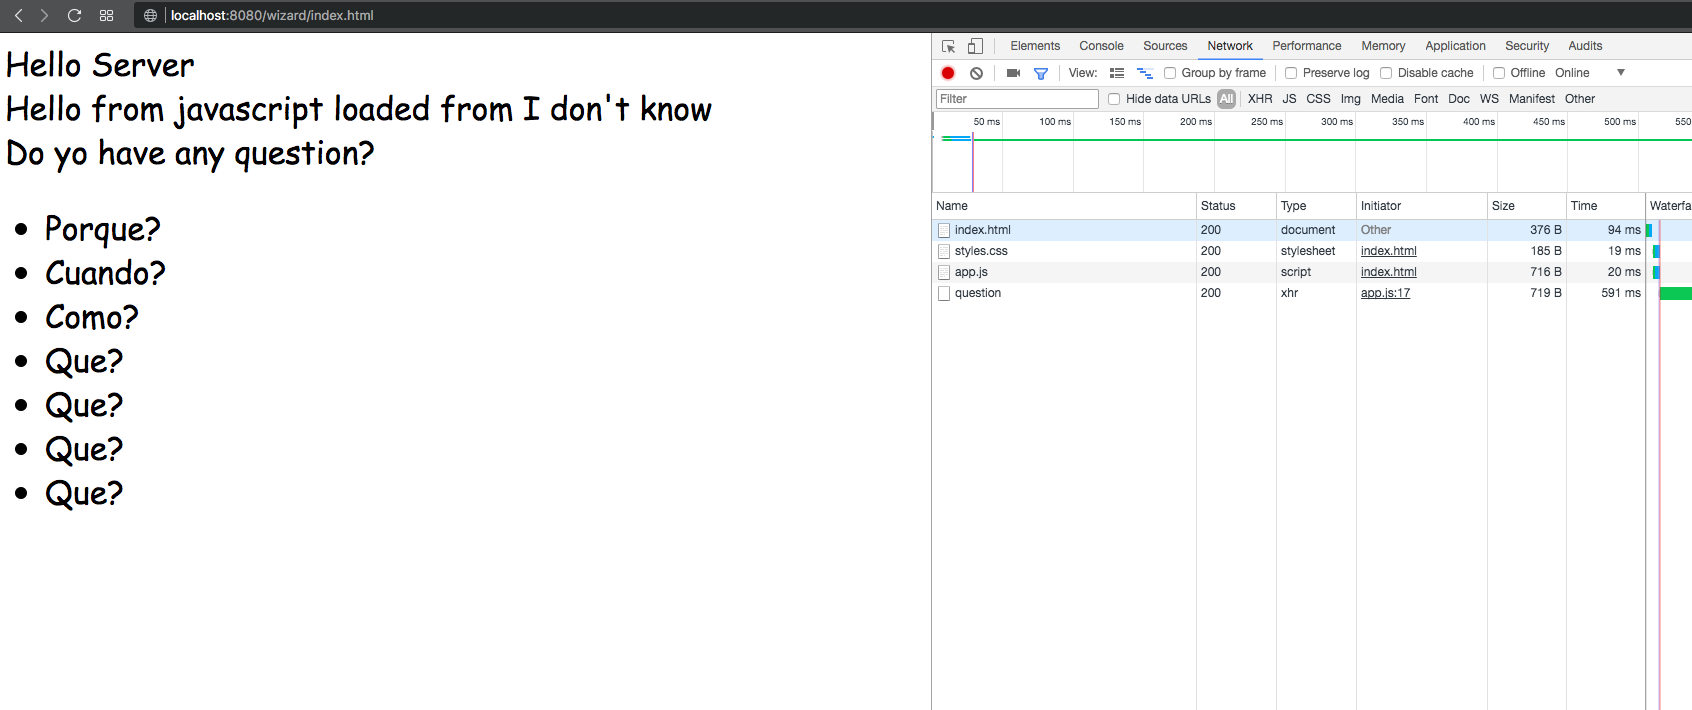 localhost:8080/wizard/index.html
Hello Server
Hello from javascript loaded from I don't know
Do yo have any question?
Porque?
Cuando?
Como?
Que?
Que?
Que?
Que?
Elements Console Sources Network Performance Memory Application Security Audits
View: Group by frame Preserve log Disable cache Offline Online
Filter Hide data URLs All XHR JS CSS Img Media Font Doc WS Manifest Other
50 ms 100 ms 150 ms 200 ms 250 ms 300 ms 350 ms 400 ms 450 ms 500 ms 550
Name Status Type Initiator Size Time Waterfa
index.html 200 document Other 376 B 94 ms
styles.css 200 stylesheet index.html 185 B 19 ms
app.js 200 script index.html 716 B 20 ms
question 200 xhr app.js:17 719 B 591 ms